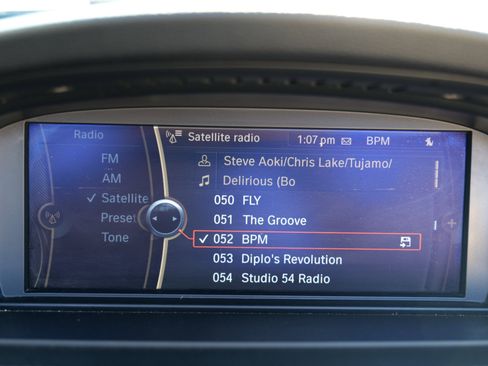 Radio
Satellite radio
1:07 pm
BPM
FM
AM
Satellite
Preset
Tone
Steve Aoki/Chris Lake/Tujamo/
Delirious (Bo
050 FLY
051 The Groove
052 BPM
053 Diplo's Revolution
054 Studio 54 Radio